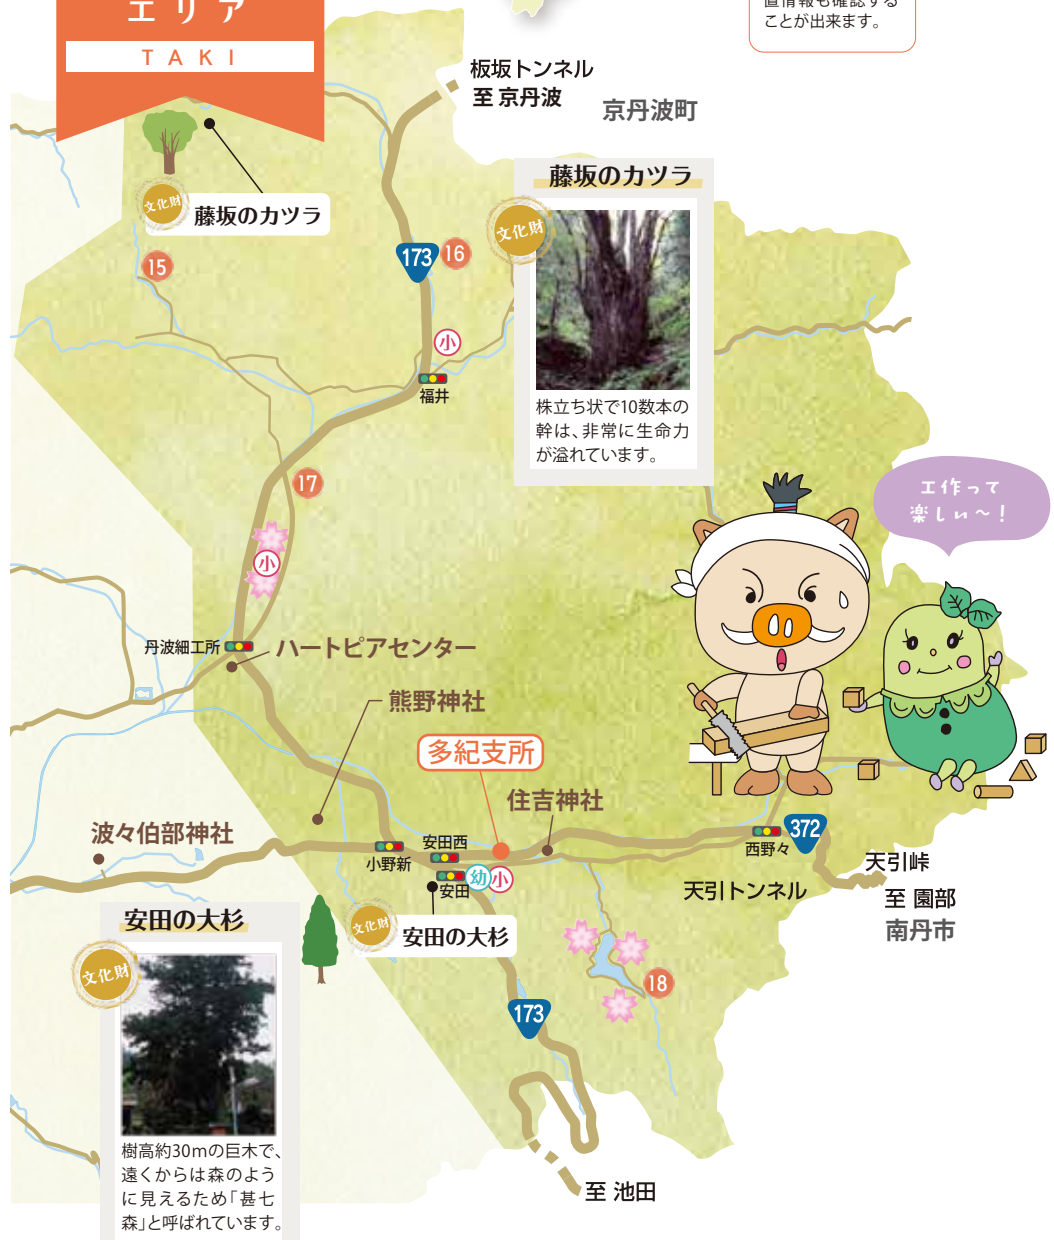 エリア
TAKI
直情報も確認する
ことが出来ます。
板坂トンネル
至 京丹波
京丹波町
文化財
藤坂のカツラ
15
173
16
小
福井
藤坂のカツラ
文化財
株立ち状で10数本の
幹は、非常に生命力
が溢れています。
17
小
工作って
楽しぃ〜！
丹波細工所
ハートピアセンター
熊野神社
多紀支所
住吉神社
波々伯部神社
小野新
安田西
安田
幼
小
西野々
372
天引峠
天引トンネル
至 園部
南丹市
文化財
安田の大杉
18
173
至 池田
安田の大杉
文化財
樹高約30mの巨木で、
遠くからは森のよう
に見えるため「甚七
森」と呼ばれています。